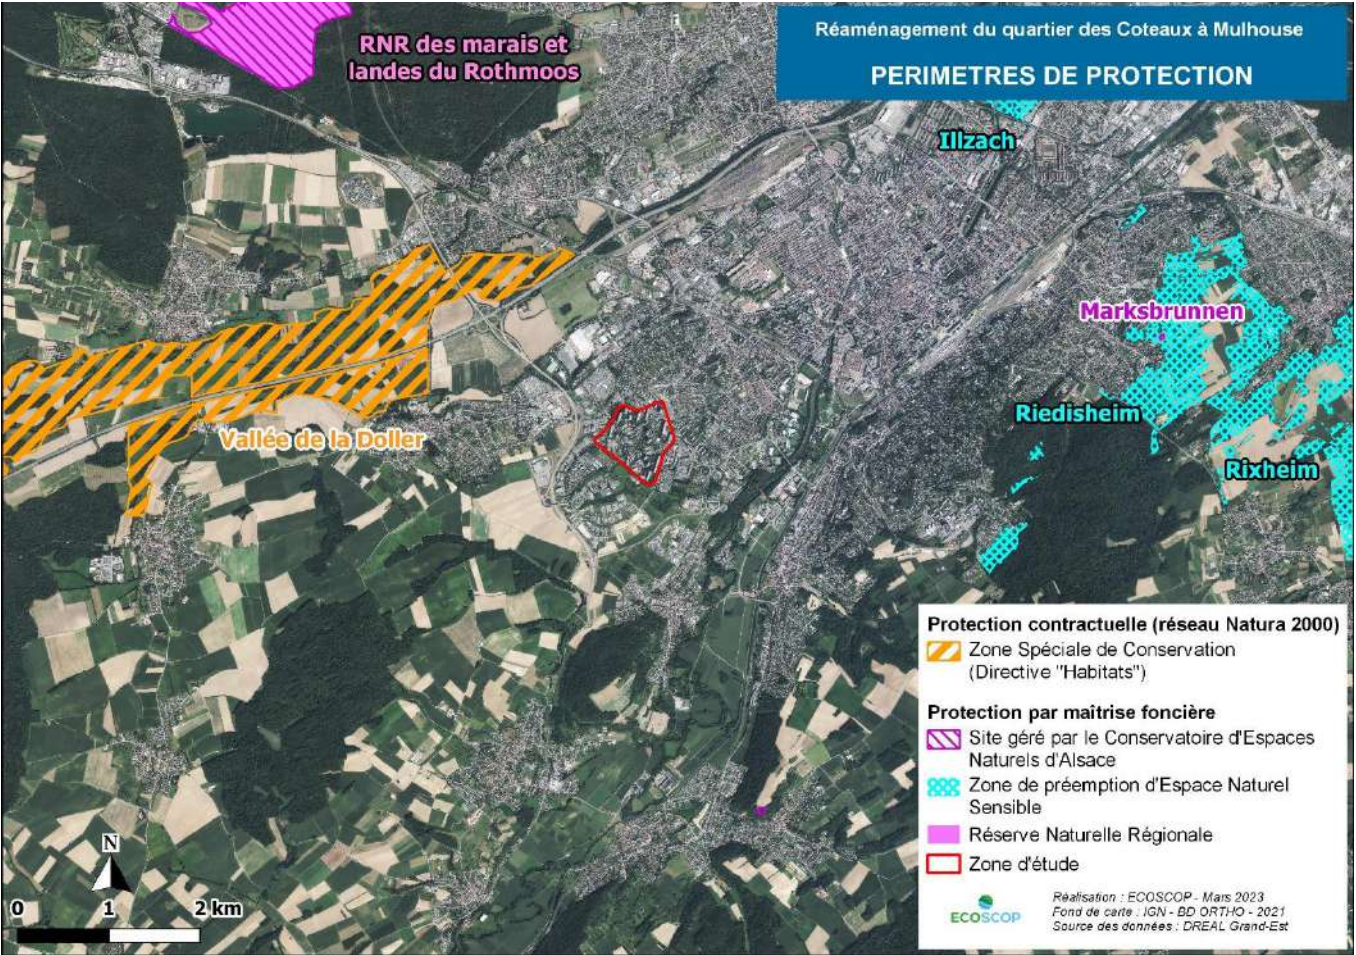 RNR des marais et
landes du Rothmoos
Réaménagement du quartier des Coteaux à Mulhouse
PERIMETRES DE PROTECTION
Illzach
Marksbrunnen
Riedisheim
Rixheim
Vallée de la Doller
Protection contractuelle (réseau Natura 2000)
Zone Spéciale de Conservation
(Directive "Habitats")
Protection par maîtrise foncière
Site géré par le Conservatoire d'Espaces
Naturels d'Alsace
Zone de préemption d'Espace Naturel
Sensible
Réserve Naturelle Régionale
Zone d'étude
ECOSCOP
Réalisation : ECOSCOP - Mars 2023
Fond de carte : IGN - BD ORTHO - 2021
Source des données : DREAL Grand-Est
N
0 1 2 km